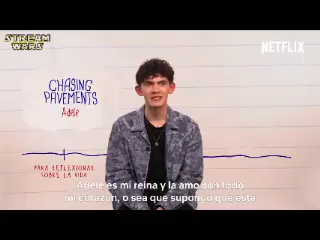 STREAM
WARS
NETFLIX
CHASING
PAVEMENTS
Adele
PARA REFLEXIONAR
SOBRE LA VIDA
Adele es mi reina y la amo con todo
mi corazón, o sea que supongo que está